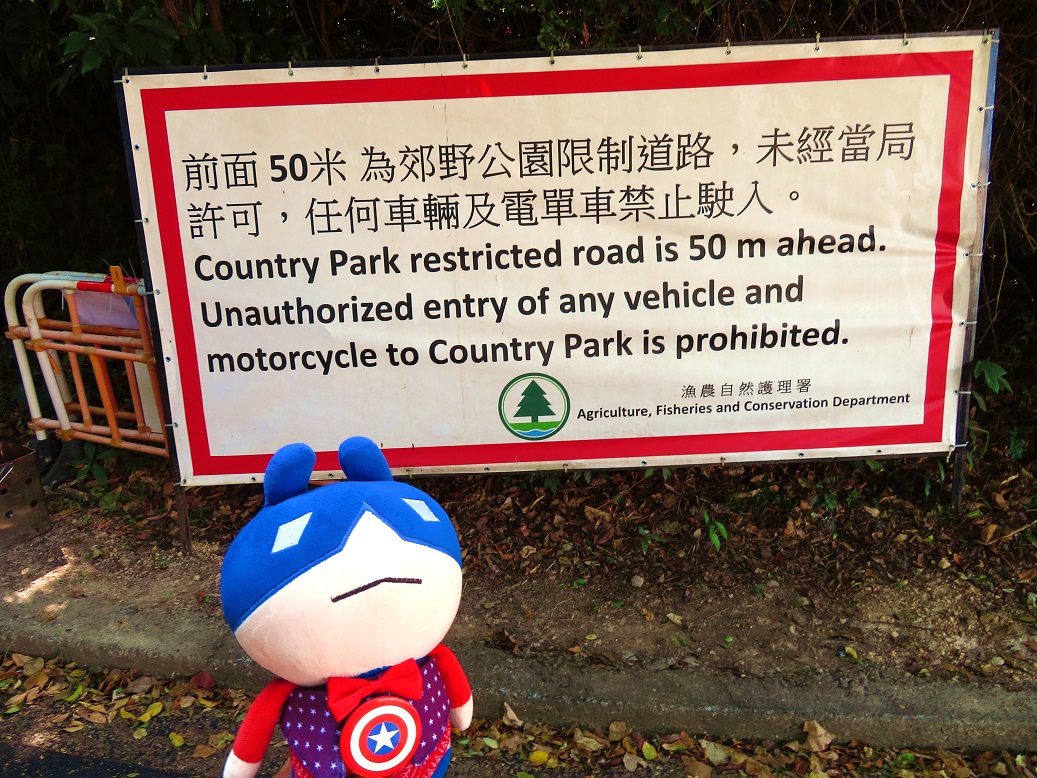 前面 50米 為郊野公園限制道路，未經當局
許可，任何車輛及電單車禁止駛入。
Country Park restricted road is 50 m ahead.
Unauthorized entry of any vehicle and
motorcycle to Country Park is prohibited.
漁農自然護理署
Agriculture, Fisheries and Conservation Department